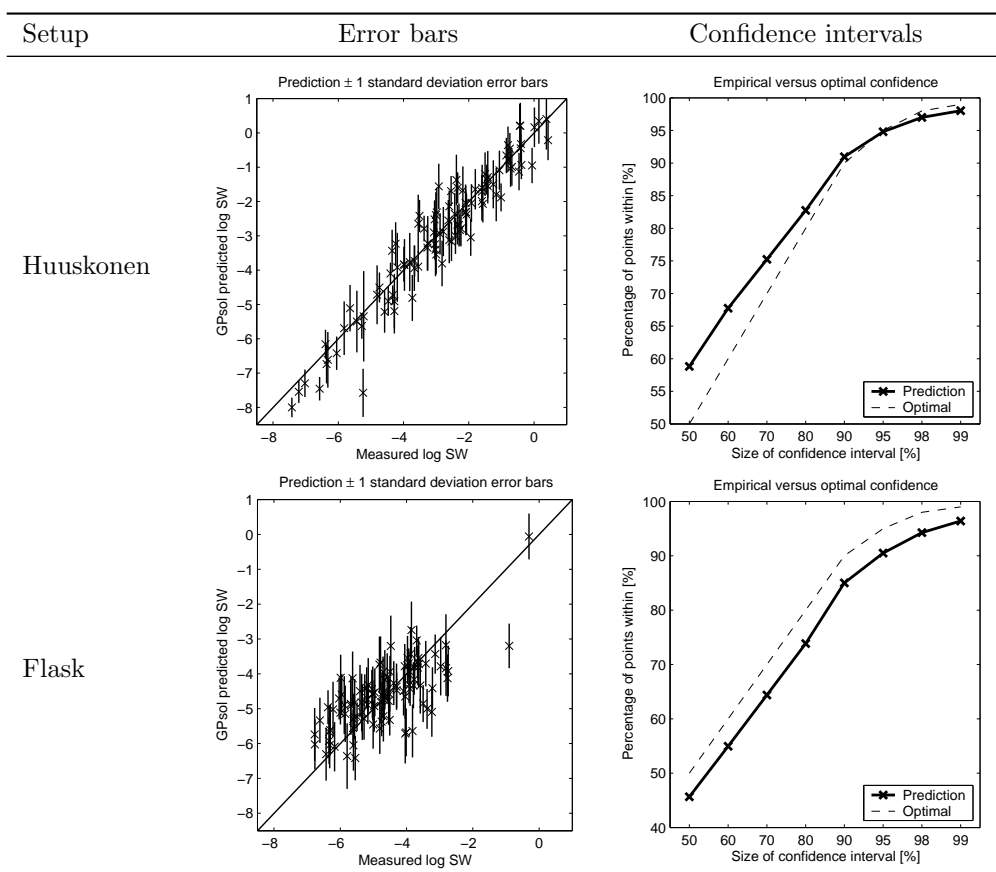 Setup Error bars Confidence intervals
Huuskonen
Prediction ± 1 standard deviation error bars
GPsol predicted log SW
1
0
−1
−2
−3
−4
−5
−6
−7
−8
−8 −6 −4 −2 0
Measured log SW
Empirical versus optimal confidence
Percentage of points within [%]
100
95
90
85
80
75
70
65
60
55
50
Prediction
Optimal
50 60 70 80 90 95 98 99
Size of confidence interval [%]
Flask
Prediction ± 1 standard deviation error bars
GPsol predicted log SW
1
0
−1
−2
−3
−4
−5
−6
−7
−8
−8 −6 −4 −2 0
Measured log SW
Empirical versus optimal confidence
Percentage of points within [%]
100
90
80
70
60
50
40
Prediction
Optimal
50 60 70 80 90 95 98 99
Size of confidence interval [%]